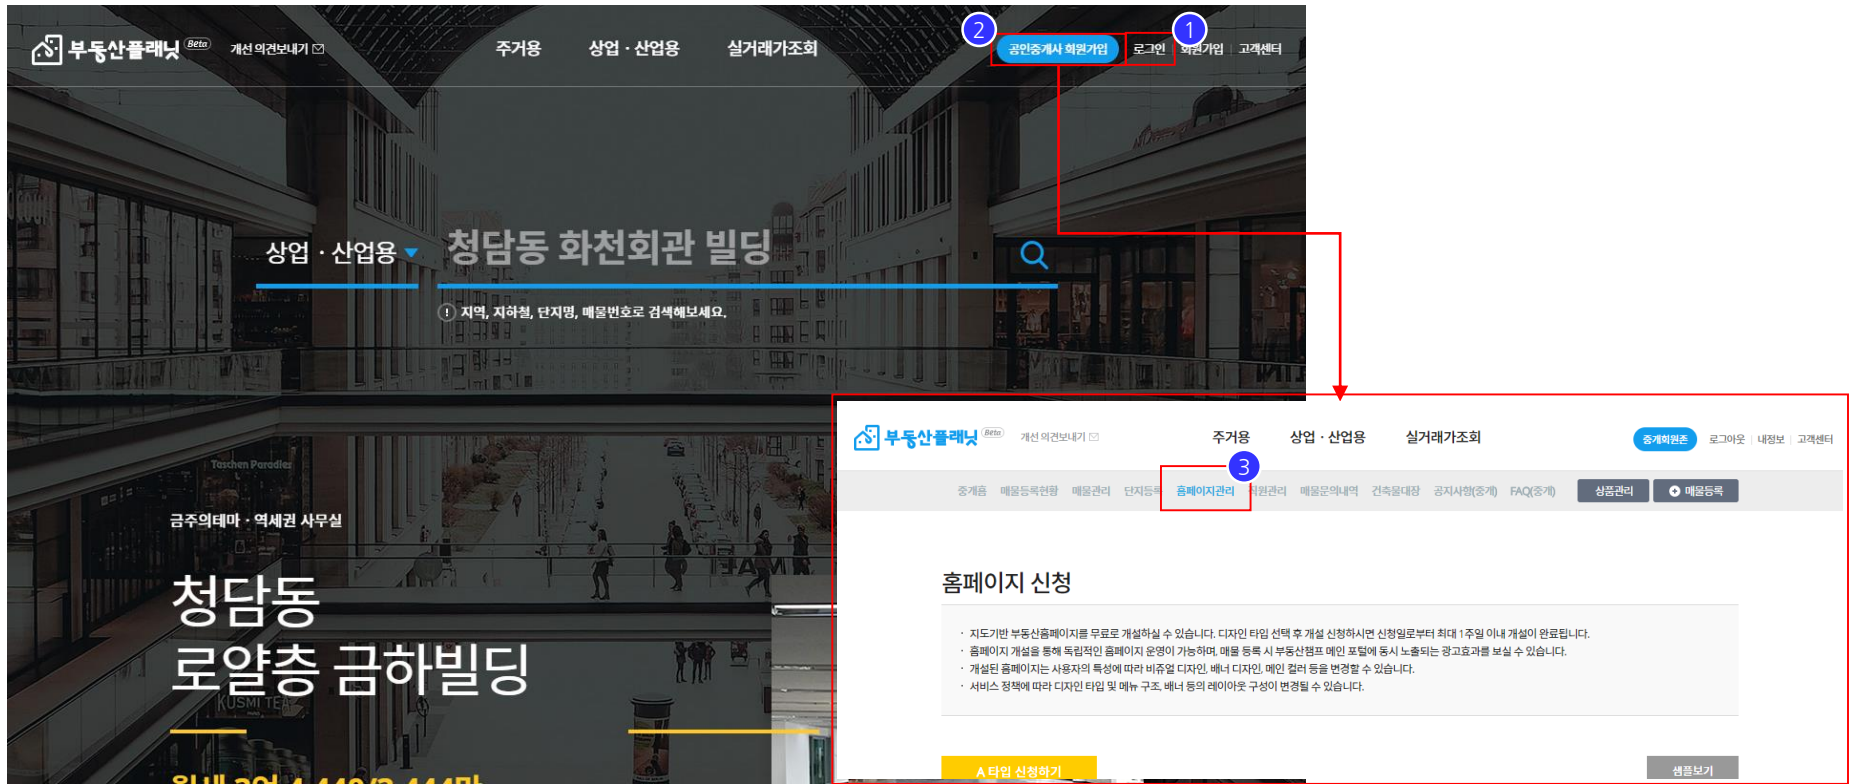 부동산플래닛 Beta 개선 의견보내기 주거용 상업 · 산업용 실거래가조회 2 공인중개사 회원가입 로그인 1 회원가입 고객센터
상업 · 산업용 청담동 화천회관 빌딩
! 지역, 지하철, 단지명, 매물번호로 검색해보세요.
Taschen Paradies
금주의테마 · 역세권 사무실
청담동
로얄층 금하빌딩
KUSMI TEA
부동산플래닛 Beta 개선 의견보내기 주거용 상업 · 산업용 실거래가조회 중개회원존 로그아웃 내정보 고객센터
3
중개홈 매물등록현황 매물관리 단지등록 홈페이지관리 직원관리 매물문의내역 건축물대장 공지사항(중개) FAQ(중개) 상품관리 매물등록
홈페이지 신청
· 지도기반 부동산홈페이지를 무료로 개설하실 수 있습니다. 디자인 타입 선택 후 개설 신청하시면 신청일로부터 최대 1주일 이내 개설이 완료됩니다.
· 홈페이지 개설을 통해 독립적인 홈페이지 운영이 가능하며, 매물 등록 시 부동산챔프 메인 포털에 동시 노출되는 광고효과를 보실 수 있습니다.
· 개설된 홈페이지는 사용자의 특성에 따라 비쥬얼 디자인, 배너 디자인, 메인 컬러 등을 변경할 수 있습니다.
· 서비스 정책에 따라 디자인 타입 및 메뉴 구조, 배너 등의 레이아웃 구성이 변경될 수 있습니다.
A 타입 신청하기 샘플보기